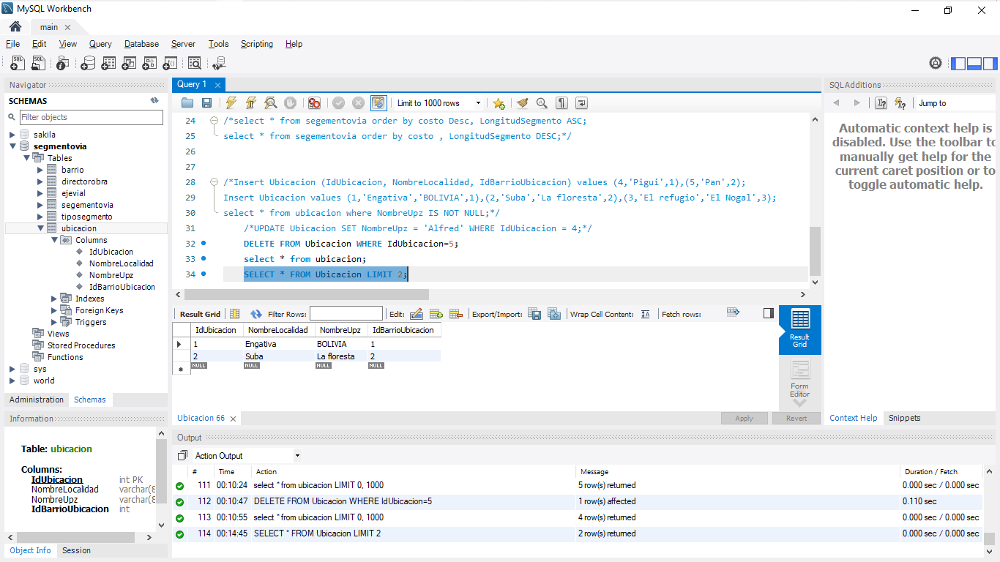 MySQL Workbench
main
File Edit View Query Database Server Tools Scripting Help
Navigator
SCHEMAS
Filter objects
sakila
segmentovia
Tables
barrio
directorobra
ejevial
segementovia
tiposegmento
ubicacion
Columns
IdUbicacion
NombreLocalidad
NombreUpz
IdBarrioUbicacion
Indexes
Foreign Keys
Triggers
Views
Stored Procedures
Functions
sys
world
Administration Schemas
Information
Table: ubicacion
Columns:
IdUbicacion int PK
NombreLocalidad varchar(
NombreUpz varchar(
IdBarrioUbicacion int
Object Info Session
Query 1
Limit to 1000 rows
24 /*select * from segementovia order by costo Desc, LongitudSegmento ASC;
25 select * from segementovia order by costo , LongitudSegmento DESC;*/
26
27
28 /*Insert Ubicacion (IdUbicacion, NombreLocalidad, IdBarrioUbicacion) values (4,'Pigui',1),(5,'Pan',2);
29 Insert Ubicacion values (1,'Engativa','BOLIVIA',1),(2,'Suba','La floresta',2),(3,'El refugio','El Nogal',3);
30 select * from ubicacion where NombreUpz IS NOT NULL;*/
31 /*UPDATE Ubicacion SET NombreUpz = 'Alfred' WHERE IdUbicacion = 4;*/
32 DELETE FROM Ubicacion WHERE IdUbicacion=5;
33 select * from ubicacion;
34 SELECT * FROM Ubicacion LIMIT 2;
Result Grid Filter Rows: Edit: Export/Import: Wrap Cell Content: Fetch rows:
IdUbicacion NombreLocalidad NombreUpz IdBarrioUbicacion
1 Engativa BOLIVIA 1
2 Suba La floresta 2
NULL NULL NULL NULL
Result
Grid
Form
Editor
Ubicacion 66
Apply Revert
SQLAdditions
Jump to
Automatic context help is
disabled. Use the toolbar to
manually get help for the
current caret position or to
toggle automatic help.
Context Help Snippets
Output
Action Output
# Time Action Message Duration / Fetch
111 00:10:24 select * from ubicacion LIMIT 0, 1000 5 row(s) returned 0.000 sec / 0.000 sec
112 00:10:47 DELETE FROM Ubicacion WHERE IdUbicacion=5 1 row(s) affected 0.110 sec
113 00:10:55 select * from ubicacion LIMIT 0, 1000 4 row(s) returned 0.000 sec / 0.000 sec
114 00:14:45 SELECT * FROM Ubicacion LIMIT 2 2 row(s) returned 0.000 sec / 0.000 sec